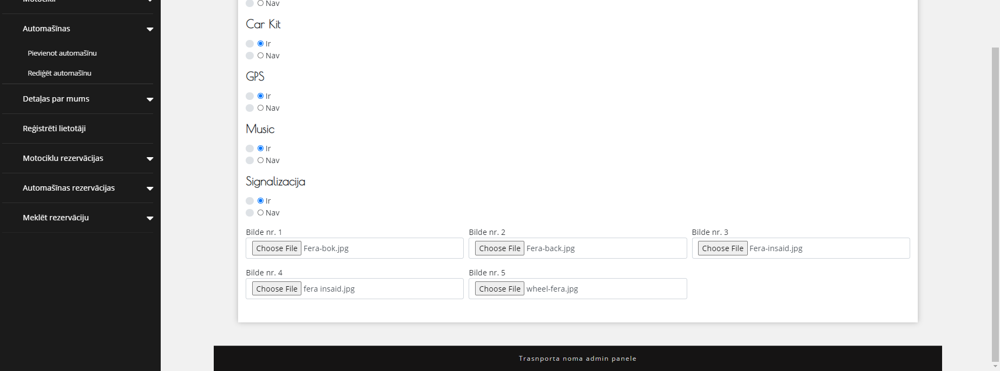 Motocikli
Automašīnas
Pievienot automašīnu
Rediģēt automašīnu
Detaļas par mums
Reģistrēti lietotāji
Motociklu rezervācijas
Automašīnas rezervācijas
Meklēt rezervāciju
Nav
Car Kit
Ir
Nav
GPS
Ir
Nav
Music
Ir
Nav
Signalizacija
Ir
Nav
Bilde nr. 1
Choose File Fera-bok.jpg
Bilde nr. 2
Choose File Fera-back.jpg
Bilde nr. 3
Choose File Fera-insaid.jpg
Bilde nr. 4
Choose File fera insaid.jpg
Bilde nr. 5
Choose File wheel-fera.jpg
Trasnporta noma admin panele